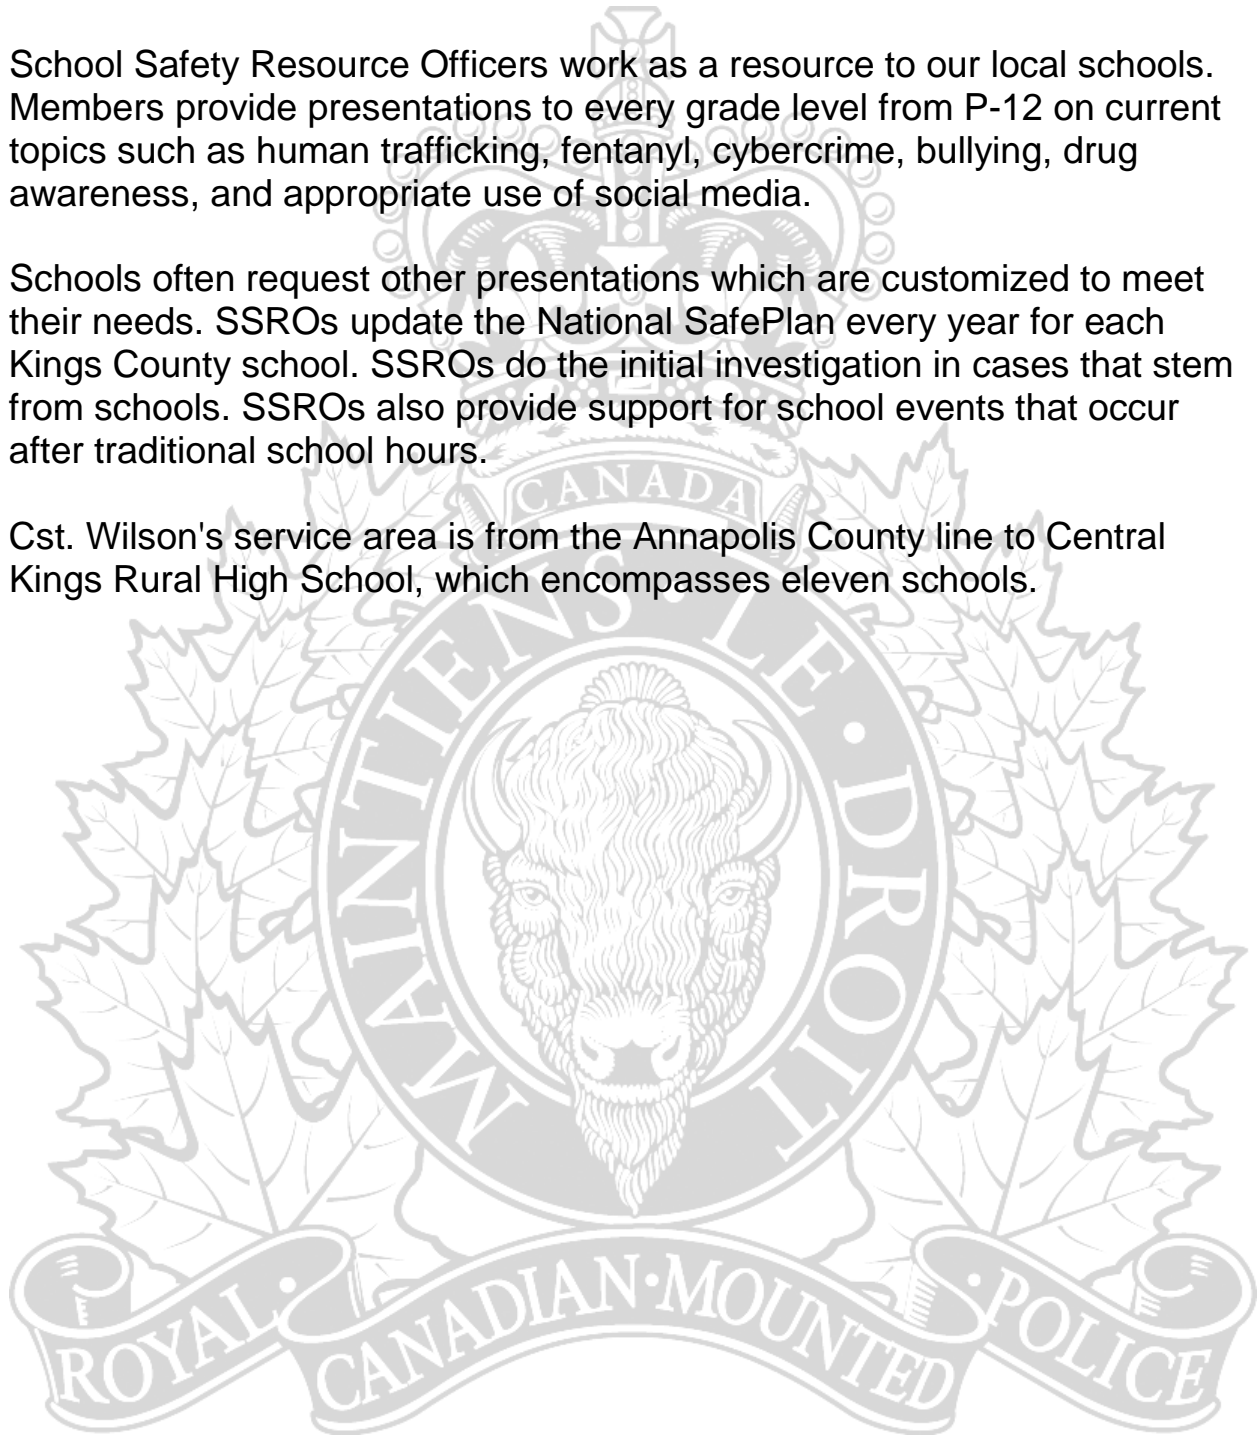 School Safety Resource Officers work as a resource to our local schools.
Members provide presentations to every grade level from P-12 on current
topics such as human trafficking, fentanyl, cybercrime, bullying, drug
awareness, and appropriate use of social media.
Schools often request other presentations which are customized to meet
their needs. SSROs update the National SafePlan every year for each
Kings County school. SSROs do the initial investigation in cases that stem
from schools. SSROs also provide support for school events that occur
after traditional school hours.
CANADA
Cst. Wilson's service area is from the Annapolis County line to Central
Kings Rural High School, which encompasses eleven schools.
MAINTIENS·LE·DROIT
ROYAL·CANADIAN·MOUNTED·POLICE